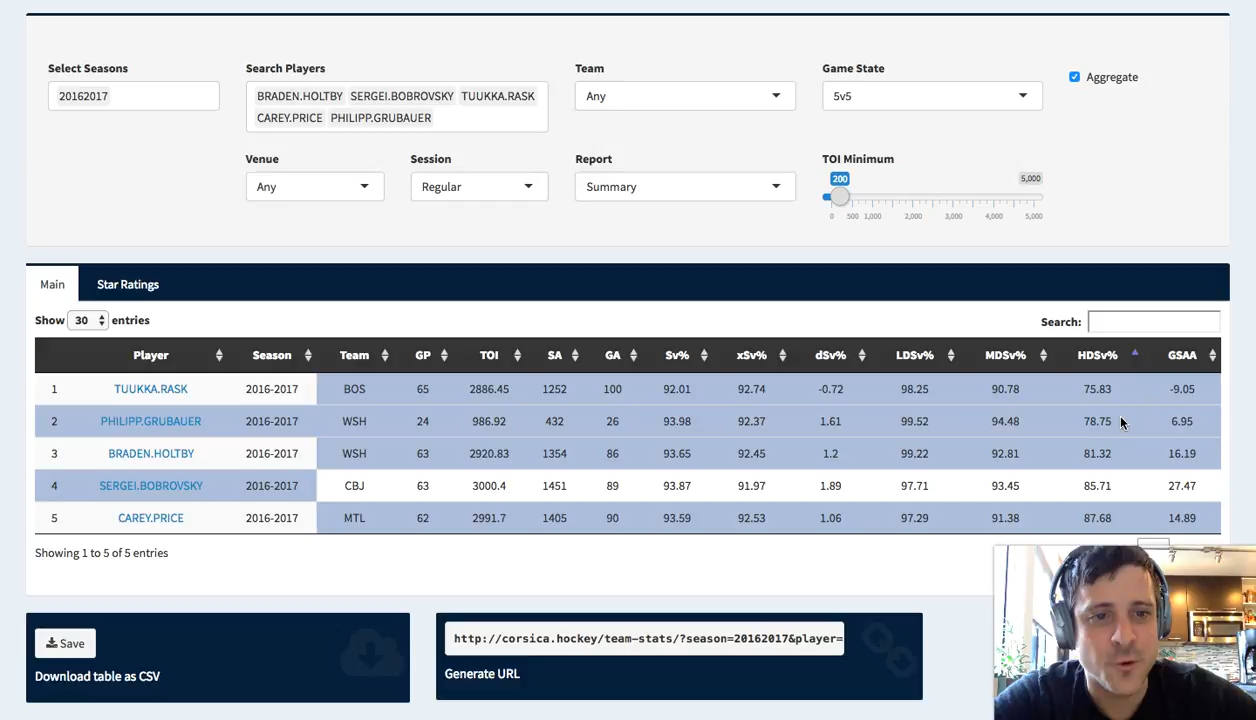 Select Seasons Search Players Team Game State
Aggregate
20162017 BRADEN.HOLTBY SERGEI.BOBROVSKY TUUKKA.RASK Any 5v5
CAREY.PRICE PHILIPP.GRUBAUER
Venue Session Report TOI Minimum
200 5,000
Any Regular Summary
0 500 1,000 2,000 3,000 4,000 5,000
Main Star Ratings
Show 30 entries Search:
Player Season Team GP TOI SA GA Sv% xSv% dSv% LDSv% MDSv% HDSv% GSAA
1 TUUKKA.RASK 2016-2017 BOS 65 2886.45 1252 100 92.01 92.74 -0.72 98.25 90.78 75.83 -9.05
2 PHILIPP.GRUBAUER 2016-2017 WSH 24 986.92 432 26 93.98 92.37 1.61 99.52 94.48 78.75 6.95
3 BRADEN.HOLTBY 2016-2017 WSH 63 2920.83 1354 86 93.65 92.45 1.2 99.22 92.81 81.32 16.19
4 SERGEI.BOBROVSKY 2016-2017 CBJ 63 3000.4 1451 89 93.87 91.97 1.89 97.71 93.45 85.71 27.47
5 CAREY.PRICE 2016-2017 MTL 62 2991.7 1405 90 93.59 92.53 1.06 97.29 91.38 87.68 14.89
Showing 1 to 5 of 5 entries
Save http://corsica.hockey/team-stats/?season=20162017&player=
Download table as CSV Generate URL